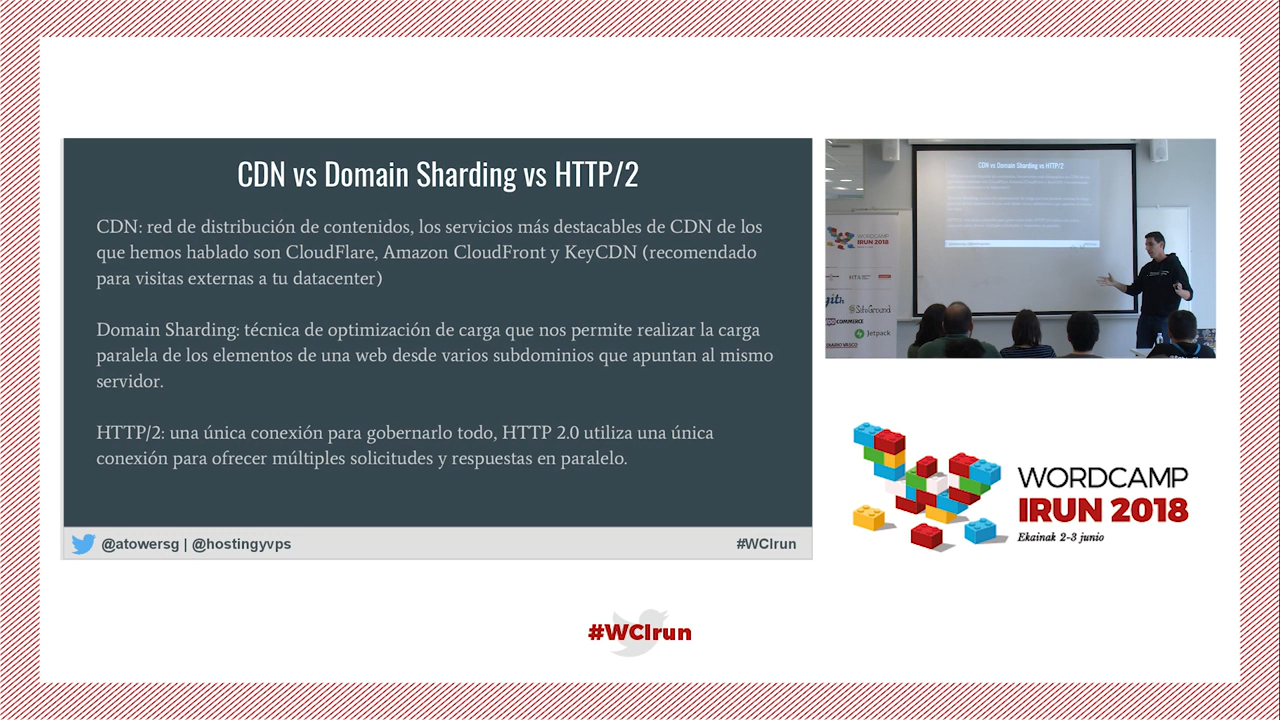 CDN vs Domain Sharding vs HTTP/2
CDN: red de distribución de contenidos, los servicios más destacables de CDN de los
que hemos hablado son CloudFlare, Amazon CloudFront y KeyCDN (recomendado
para visitas externas a tu datacenter)
Domain Sharding: técnica de optimización de carga que nos permite realizar la carga
paralela de los elementos de una web desde varios subdominios que apuntan al mismo
servidor.
HTTP/2: una única conexión para gobernarlo todo, HTTP 2.0 utiliza una única
conexión para ofrecer múltiples solicitudes y respuestas en paralelo.
@atowersg | @hostingyvps
#WCIrun
CDN vs Domain Sharding vs HTTP/2
WORDCAMP
IRUN 2018
SiteGround
COMMERCE
Jetpack
DIARIO VASCO
WORDCAMP
IRUN 2018
Ekainak 2-3 junio
#WCIrun